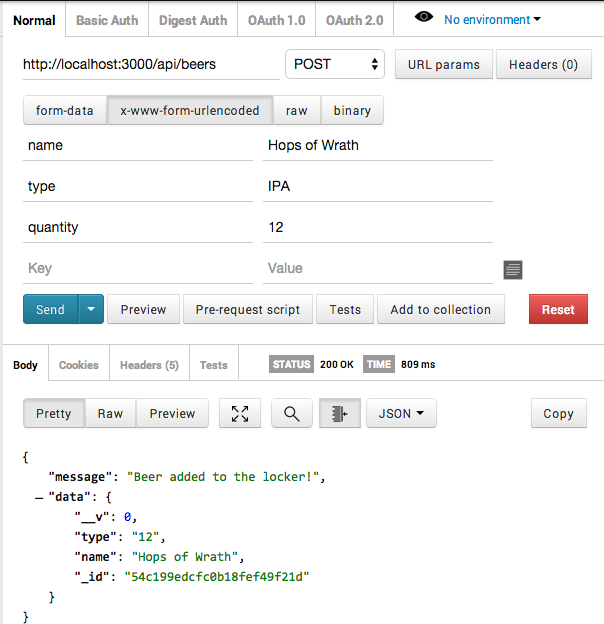 Normal Basic Auth Digest Auth OAuth 1.0 OAuth 2.0 No environment
http://localhost:3000/api/beers POST URL params Headers (0)
form-data x-www-form-urlencoded raw binary
name Hops of Wrath
type IPA
quantity 12
Key Value
Send Preview Pre-request script Tests Add to collection Reset
Body Cookies Headers (5) Tests STATUS 200 OK TIME 809 ms
Pretty Raw Preview JSON Copy
{
"message": "Beer added to the locker!",
"data": {
"__v": 0,
"type": "12",
"name": "Hops of Wrath",
"_id": "54c199edcfc0b18fef49f21d"
}
}